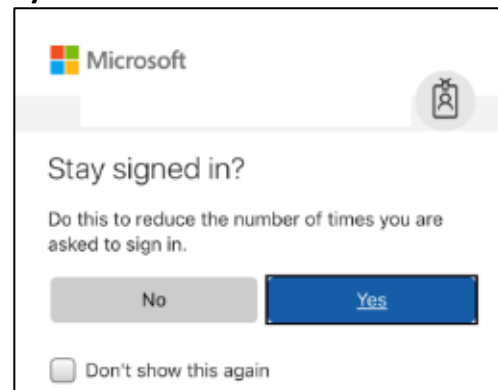 Microsoft
Stay signed in?
Do this to reduce the number of times you are
asked to sign in.
No
Yes
Don't show this again